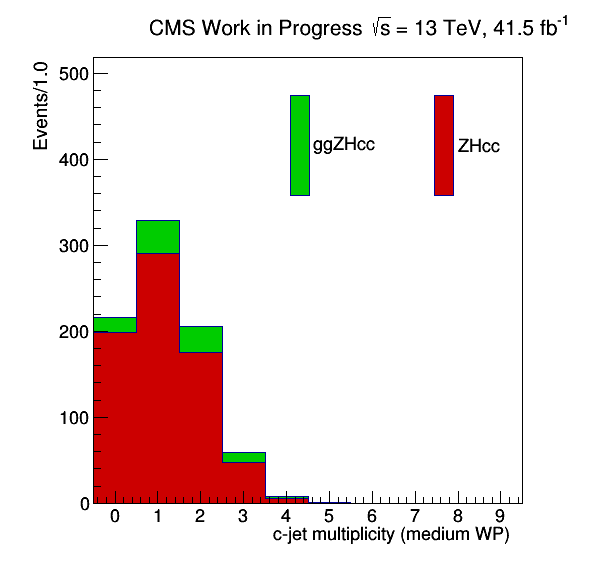 CMS Work in Progress √s = 13 TeV, 41.5 fb⁻¹
Events/1.0
500
400
300
200
100
0
ggZHcc
ZHcc
0 1 2 3 4 5 6 7 8 9
c-jet multiplicity (medium WP)